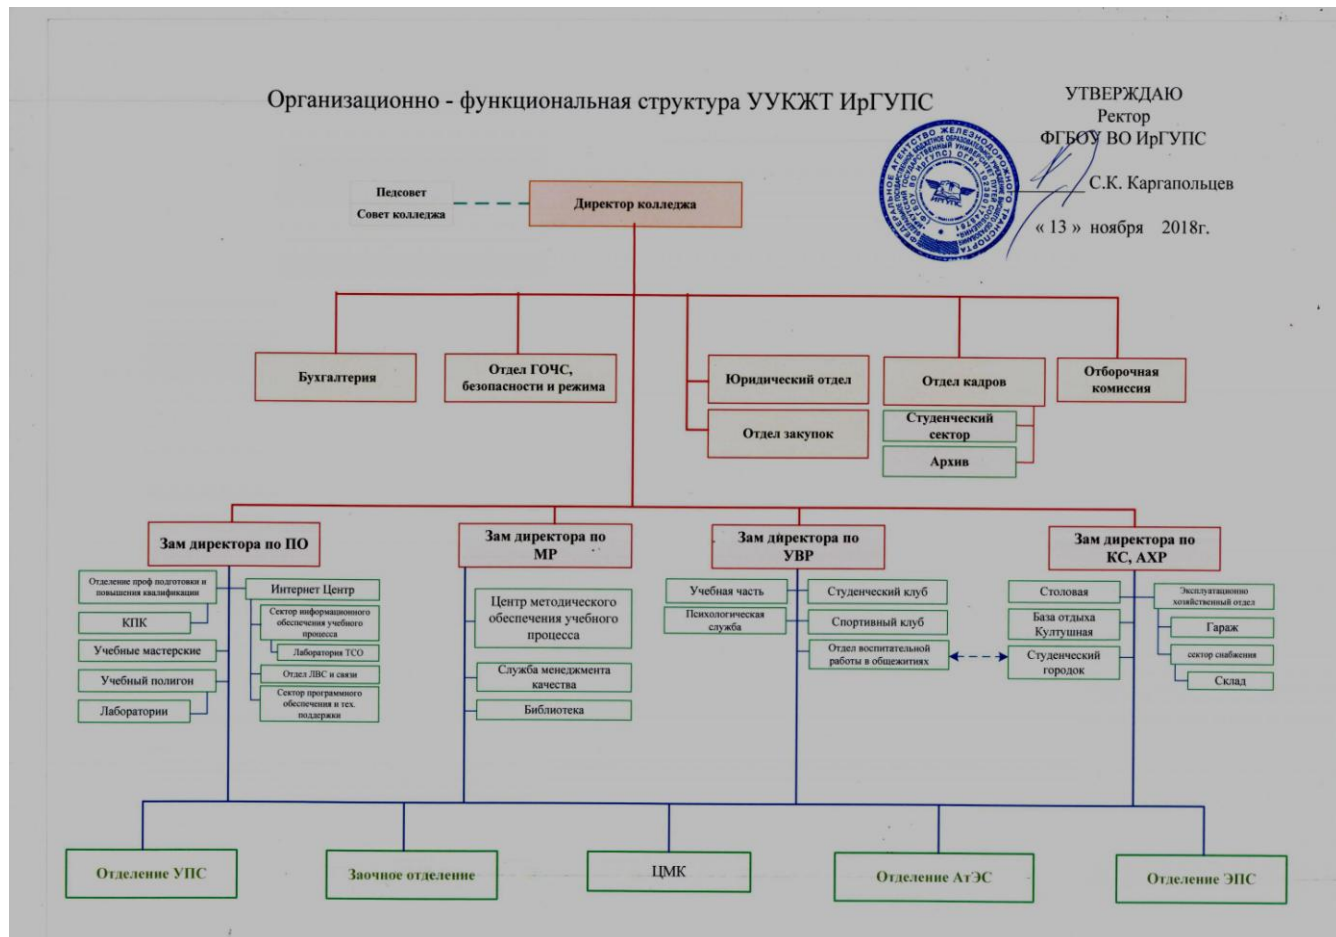 Организационно - функциональная структура УУКЖТ ИрГУПС
УТВЕРЖДАЮ
Ректор
ФГБОУ ВО ИрГУПС
С.К. Каргапольцев
« 13 » ноября 2018г.
Педсовет
Совет колледжа
Директор колледжа
Бухгалтерия
Отдел ГОЧС,
безопасности и режима
Юридический отдел
Отдел закупок
Отдел кадров
Студенческий
сектор
Архив
Отборочная
комиссия
Зам директора по ПО
Отделение проф подготовки и
повышения квалификации
КПК
Учебные мастерские
Учебный полигон
Лаборатории
Интернет Центр
Сектор информационного
обеспечения учебного
процесса
Лаборатория ТСО
Отдел ЛВС и связи
Сектор программного
обеспечения и тех.
поддержки
Зам директора по
МР
Центр методического
обеспечения учебного
процесса
Служба менеджмента
качества
Библиотека
Зам директора по
УВР
Учебная часть
Психологическая
служба
Студенческий клуб
Спортивный клуб
Отдел воспитательной
работы в общежитиях
Зам директора по
КС, АХР
Столовая
База отдыха
Култушная
Студенческий
городок
Эксплуатационно
хозяйственный отдел
Гараж
сектор снабжения
Склад
Отделение УПС
Заочное отделение
ЦМК
Отделение АтЭС
Отделение ЭПС
ФЕДЕРАЛЬНОЕ АГЕНТСТВО ЖЕЛЕЗНОДОРОЖНОГО ТРАНСПОРТА
ИРГУПС